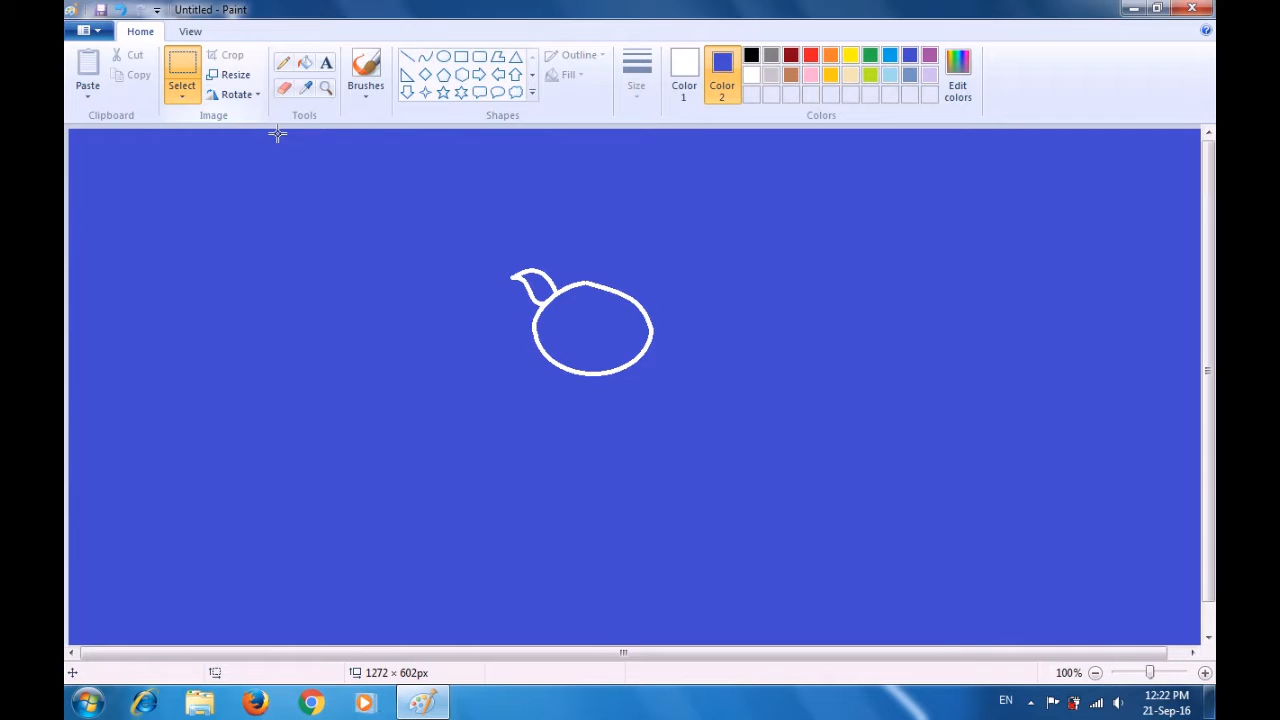 Untitled - Paint
Home View
Paste
Cut
Copy
Clipboard
Select
Crop
Resize
Rotate
Image
A
Tools
Brushes
Outline
Fill
Shapes
Size
Color 1
Color 2
Edit colors
Colors
1272 × 602px
100%
EN
12:22 PM
21-Sep-16